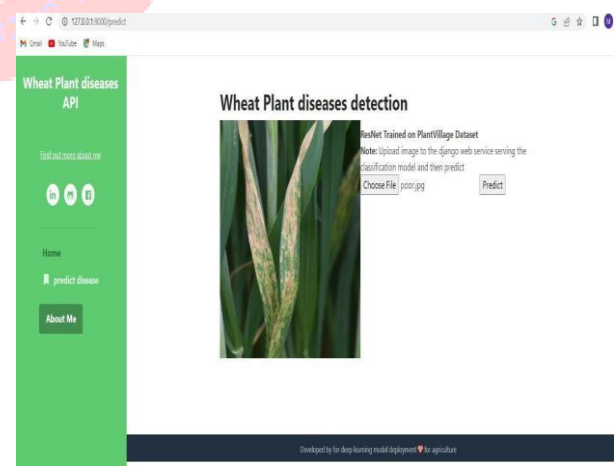 127.0.0.1:8000/predict
Gmail YouTube Maps
Wheat Plant diseases
API
Find out more about me
Home
predict disease
About Me
Wheat Plant diseases detection
ResNet Trained on PlantVillage Dataset
Note: Upload image to the django web service serving the
classification model and then predict
Choose File poor.jpg Predict
Developed by for deep learning model deployment for agriculture